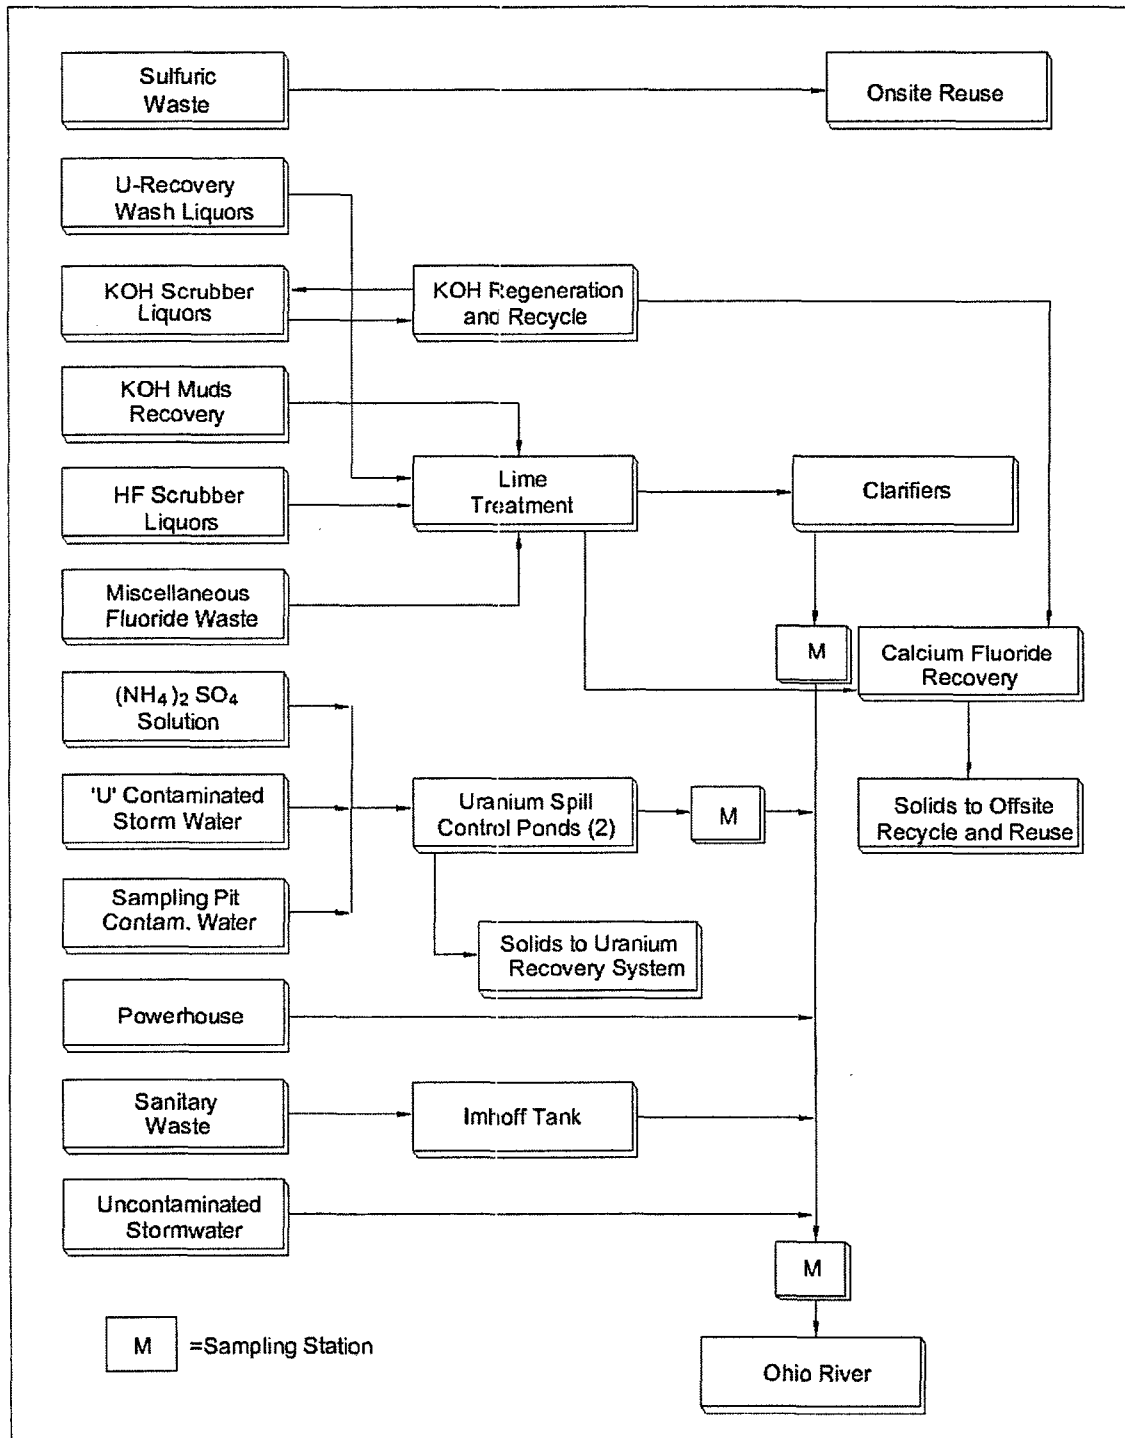 Sulfuric
Waste
Onsite Reuse
U-Recovery
Wash Liquors
KOH Scrubber
Liquors
KOH Regeneration
and Recycle
KOH Muds
Recovery
HF Scrubber
Liquors
Lime
Treatment
Clarifiers
Miscellaneous
Fluoride Waste
M
Calcium Fluoride
Recovery
(NH₄)₂ SO₄
Solution
'U' Contaminated
Storm Water
Uranium Spill
Control Ponds (2)
M
Solids to Offsite
Recycle and Reuse
Sampling Pit
Contam. Water
Solids to Uranium
Recovery System
Powerhouse
Sanitary
Waste
Imhoff Tank
Uncontaminated
Stormwater
M
M =Sampling Station
Ohio River